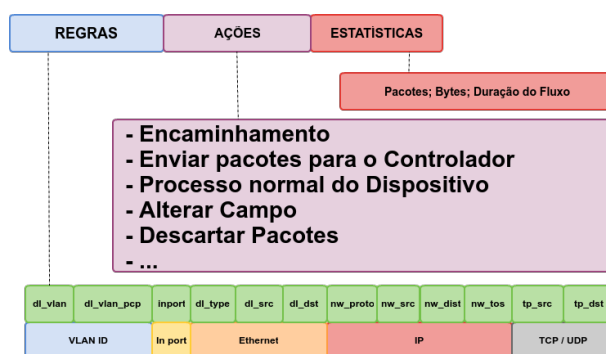 REGRAS AÇÕES ESTATÍSTICAS
Pacotes; Bytes; Duração do Fluxo
- Encaminhamento
- Enviar pacotes para o Controlador
- Processo normal do Dispositivo
- Alterar Campo
- Descartar Pacotes
- ...
dl_vlan dl_vlan_pcp inport dl_type dl_src dl_dst nw_proto nw_src nw_dist nw_tos tp_src tp_dst
VLAN ID In port Ethernet IP TCP / UDP